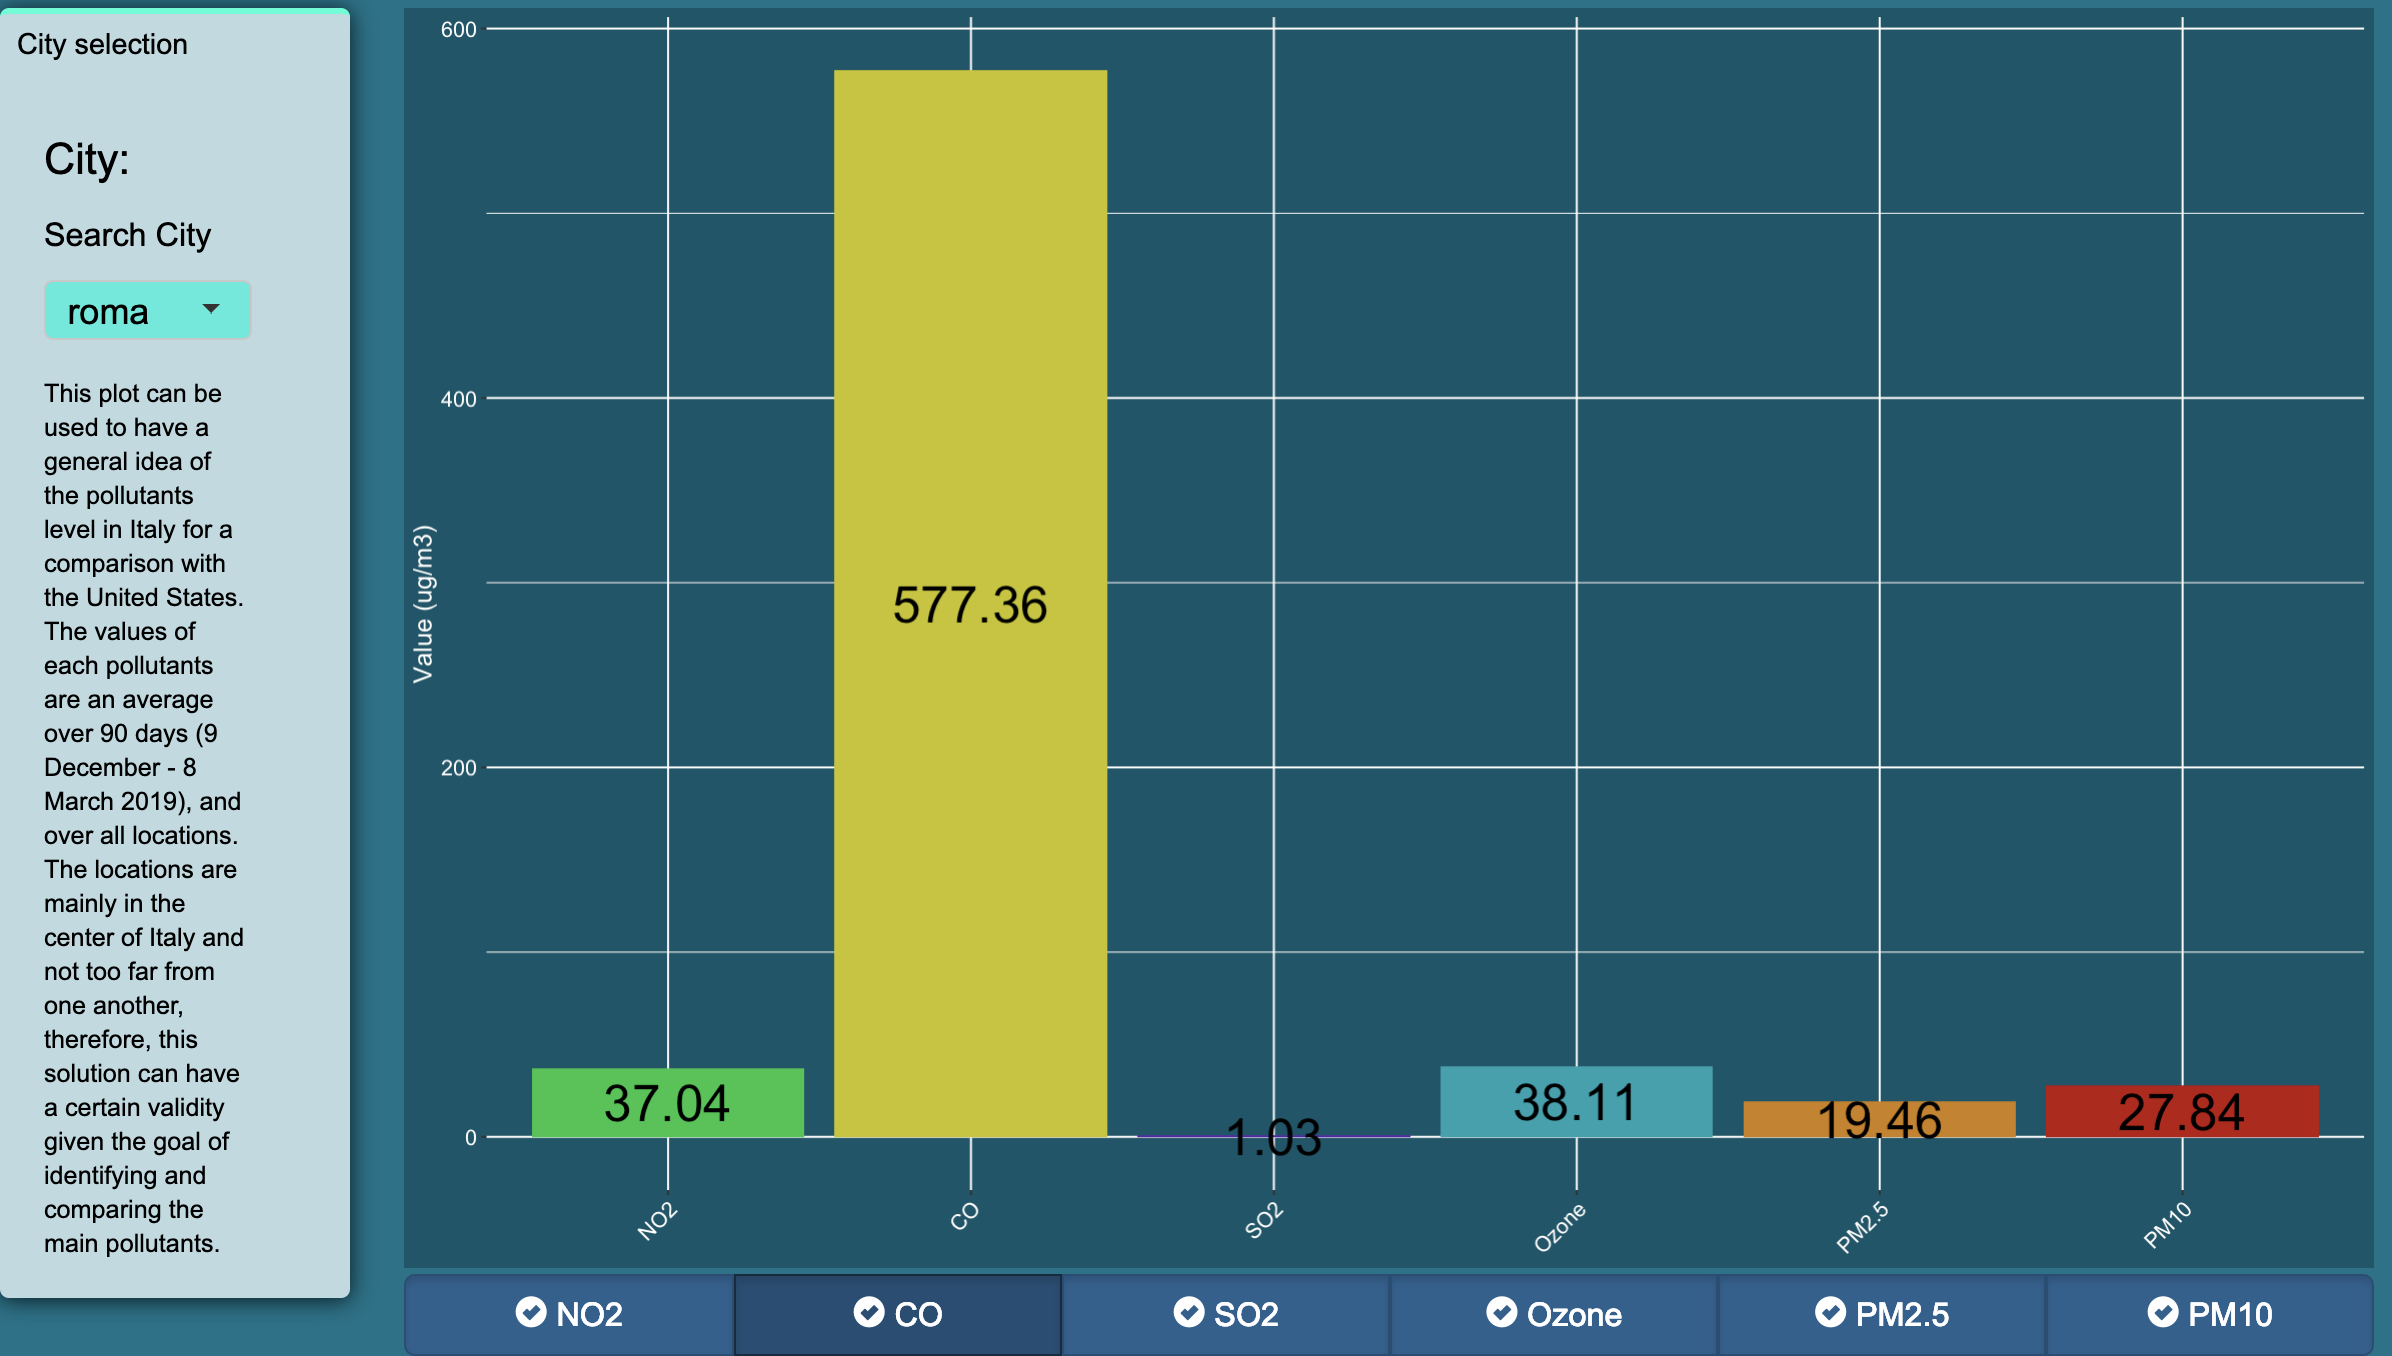 City selection
City:
Search City
roma
This plot can be
used to have a
general idea of
the pollutants
level in Italy for a
comparison with
the United States.
The values of
each pollutants
are an average
over 90 days (9
December - 8
March 2019), and
over all locations.
The locations are
mainly in the
center of Italy and
not too far from
one another,
therefore, this
solution can have
a certain validity
given the goal of
identifying and
comparing the
main pollutants.
600
400
200
0
Value (ug/m3)
37.04
577.36
1.03
38.11
19.46
27.84
NO2
CO
SO2
Ozone
PM2.5
PM10
NO2
CO
SO2
Ozone
PM2.5
PM10